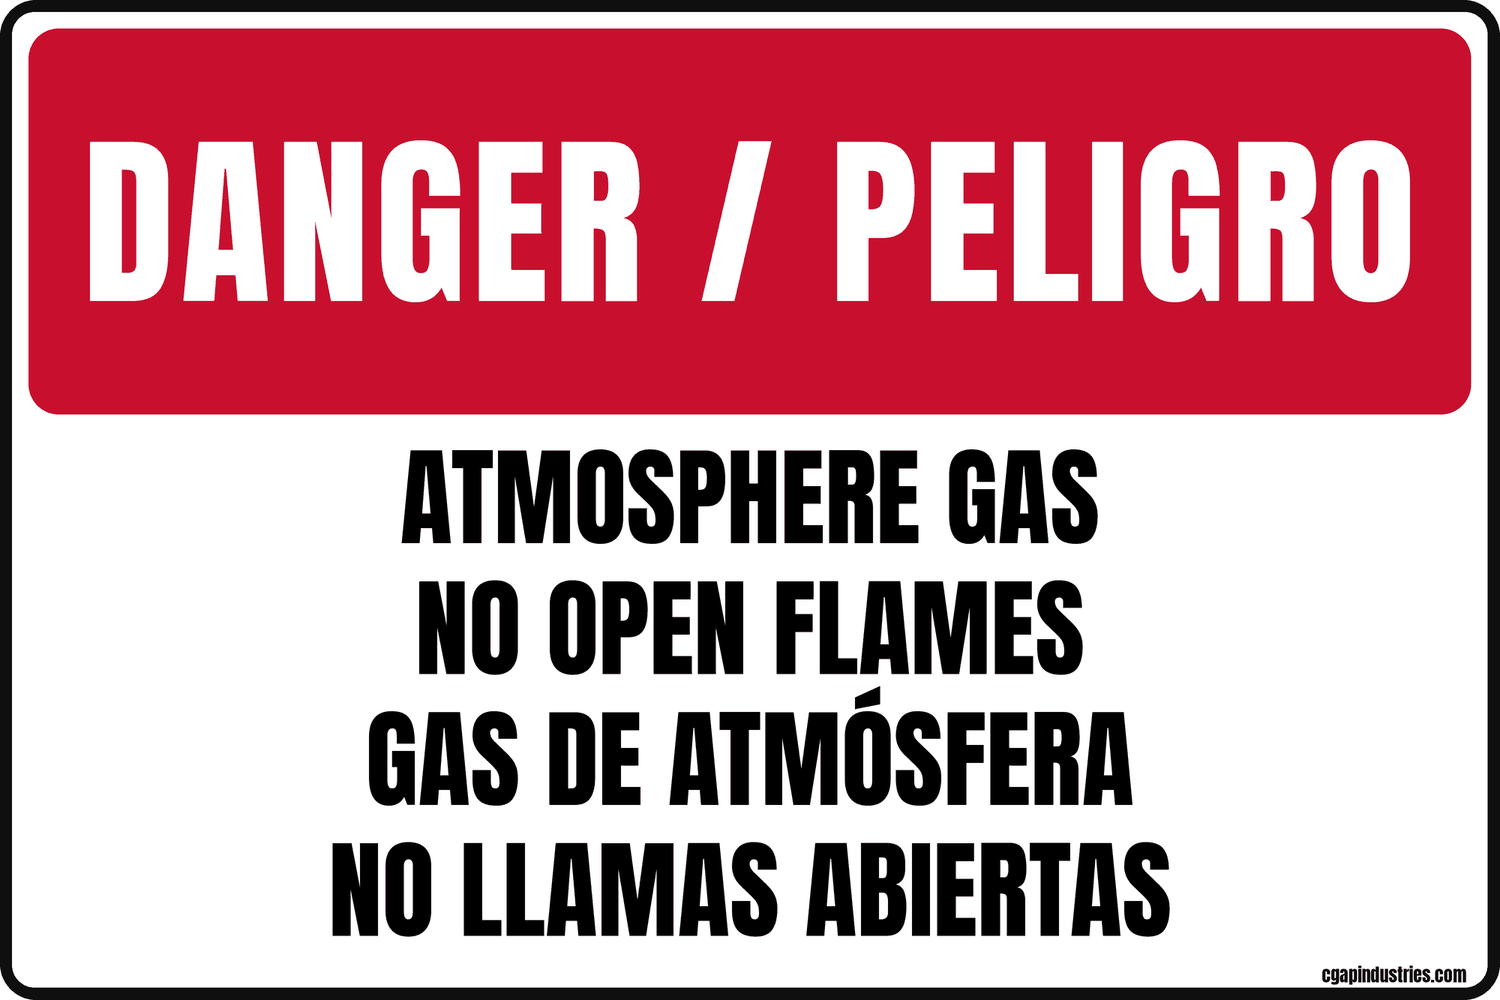 DANGER / PELIGRO
ATMOSPHERE GAS
NO OPEN FLAMES
GAS DE ATMÓSFERA
NO LLAMAS ABIERTAS
cgapindustries.com